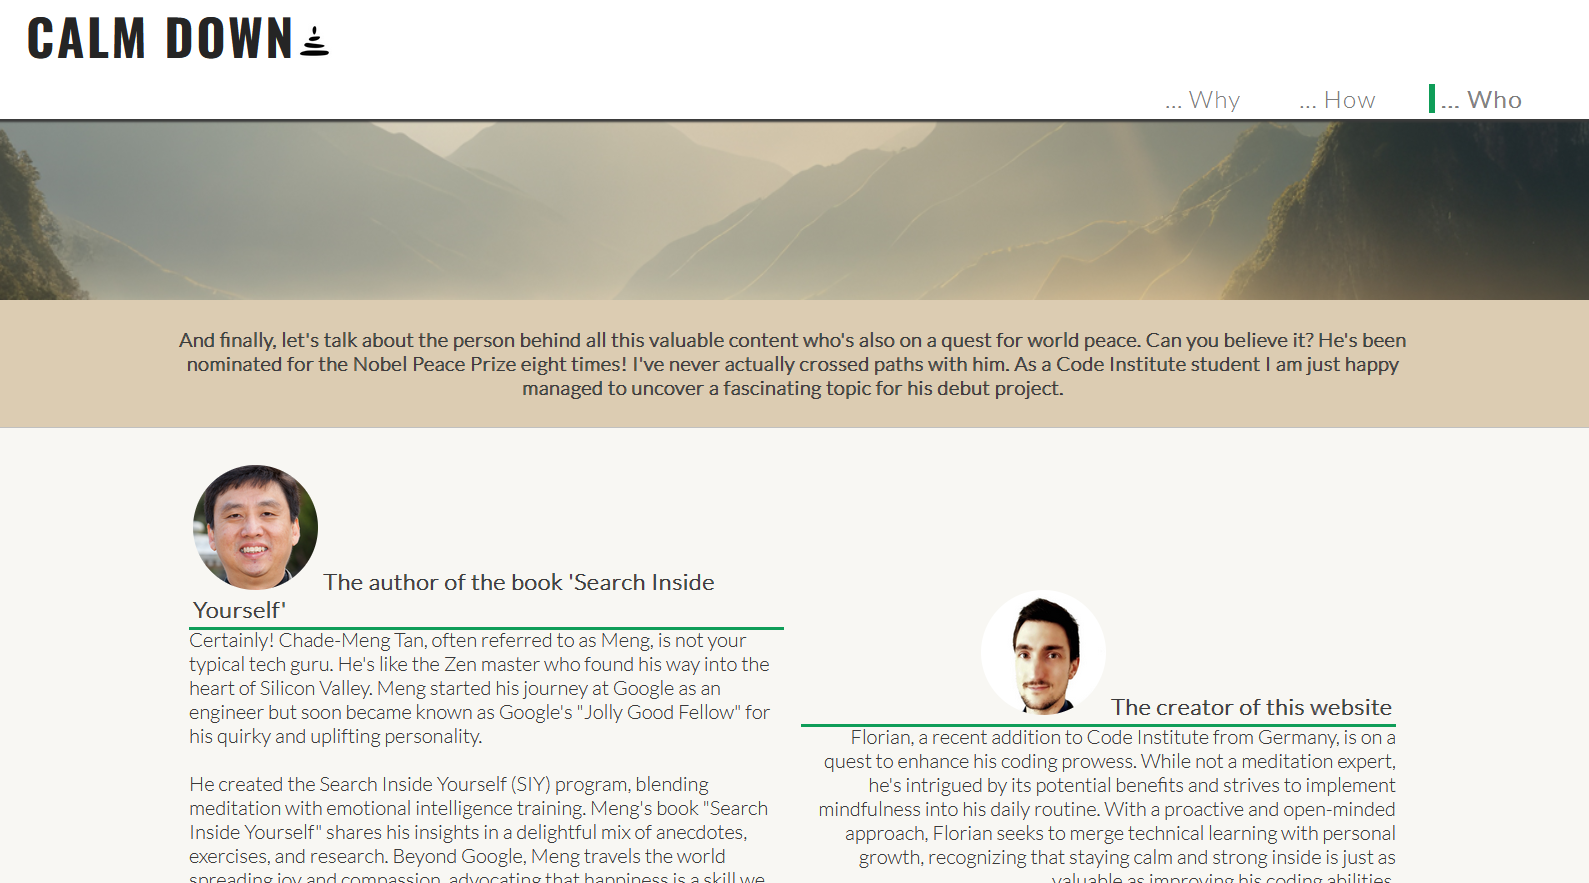 CALM DOWN
... Why
... How
... Who
And finally, let's talk about the person behind all this valuable content who's also on a quest for world peace. Can you believe it? He's been
nominated for the Nobel Peace Prize eight times! I've never actually crossed paths with him. As a Code Institute student I am just happy
managed to uncover a fascinating topic for his debut project.
The author of the book 'Search Inside
Yourself'
Certainly! Chade-Meng Tan, often referred to as Meng, is not your
typical tech guru. He's like the Zen master who found his way into the
heart of Silicon Valley. Meng started his journey at Google as an
engineer but soon became known as Google's "Jolly Good Fellow" for
his quirky and uplifting personality.
He created the Search Inside Yourself (SIY) program, blending
meditation with emotional intelligence training. Meng's book "Search
Inside Yourself" shares his insights in a delightful mix of anecdotes,
exercises, and research. Beyond Google, Meng travels the world
spreading joy and compassion, advocating that happiness is a skill we
The creator of this website
Florian, a recent addition to Code Institute from Germany, is on a
quest to enhance his coding prowess. While not a meditation expert,
he's intrigued by its potential benefits and strives to implement
mindfulness into his daily routine. With a proactive and open-minded
approach, Florian seeks to merge technical learning with personal
growth, recognizing that staying calm and strong inside is just as
valuable as improving his coding abilities.